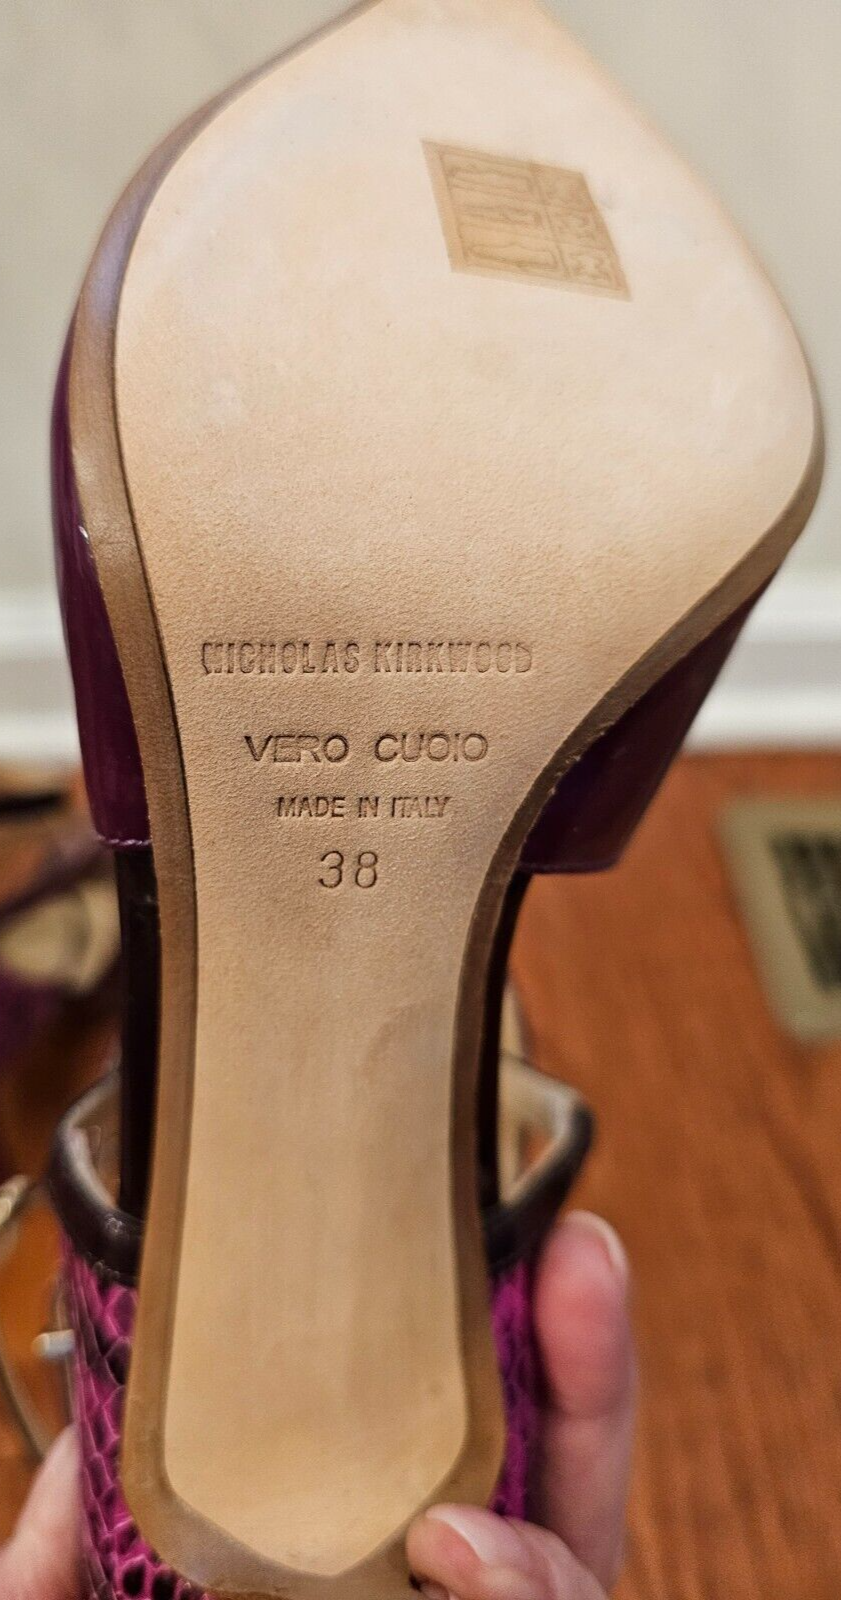 NICHOLAS KIRKWOOD
VERO CUOIO
MADE IN ITALY
38